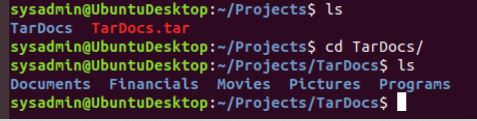 sysadmin@UbuntuDesktop:~/Projects$ ls
TarDocs  TarDocs.tar
sysadmin@UbuntuDesktop:~/Projects$ cd TarDocs/
sysadmin@UbuntuDesktop:~/Projects/TarDocs$ ls
Documents  Financials  Movies  Pictures  Programs
sysadmin@UbuntuDesktop:~/Projects/TarDocs$